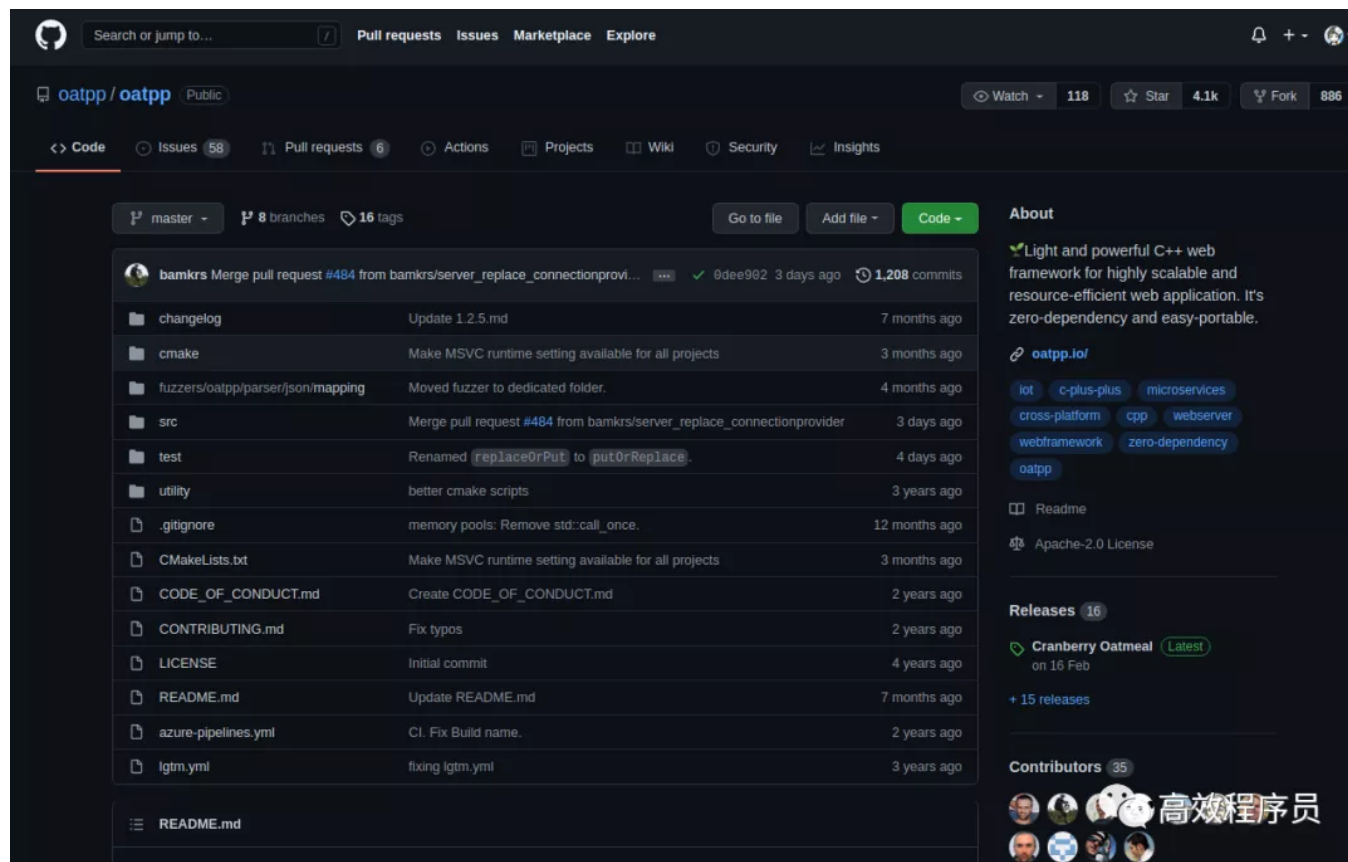 Search or jump to… / Pull requests Issues Marketplace Explore
oatpp / oatpp Public Watch 118 Star 4.1k Fork 886
<> Code Issues 58 Pull requests 6 Actions Projects Wiki Security Insights
master 8 branches 16 tags Go to file Add file Code
bamkrs Merge pull request #484 from bamkrs/server_replace_connectionprovi… ... 0dee902 3 days ago 1,208 commits
changelog Update 1.2.5.md 7 months ago
cmake Make MSVC runtime setting available for all projects 3 months ago
fuzzers/oatpp/parser/json/mapping Moved fuzzer to dedicated folder. 4 months ago
src Merge pull request #484 from bamkrs/server_replace_connectionprovider 3 days ago
test Renamed replaceOrPut to putOrReplace. 4 days ago
utility better cmake scripts 3 years ago
.gitignore memory pools: Remove std::call_once. 12 months ago
CMakeLists.txt Make MSVC runtime setting available for all projects 3 months ago
CODE_OF_CONDUCT.md Create CODE_OF_CONDUCT.md 2 years ago
CONTRIBUTING.md Fix typos 2 years ago
LICENSE Initial commit 4 years ago
README.md Update README.md 7 months ago
azure-pipelines.yml CI. Fix Build name. 2 years ago
lgtm.yml fixing lgtm.yml 3 years ago
README.md
About
Light and powerful C++ web
framework for highly scalable and
resource-efficient web application. It's
zero-dependency and easy-portable.
oatpp.io/
iot c-plus-plus microservices
cross-platform cpp webserver
webframework zero-dependency
oatpp
Readme
Apache-2.0 License
Releases 16
Cranberry Oatmeal Latest
on 16 Feb
+ 15 releases
Contributors 35
高效程序员